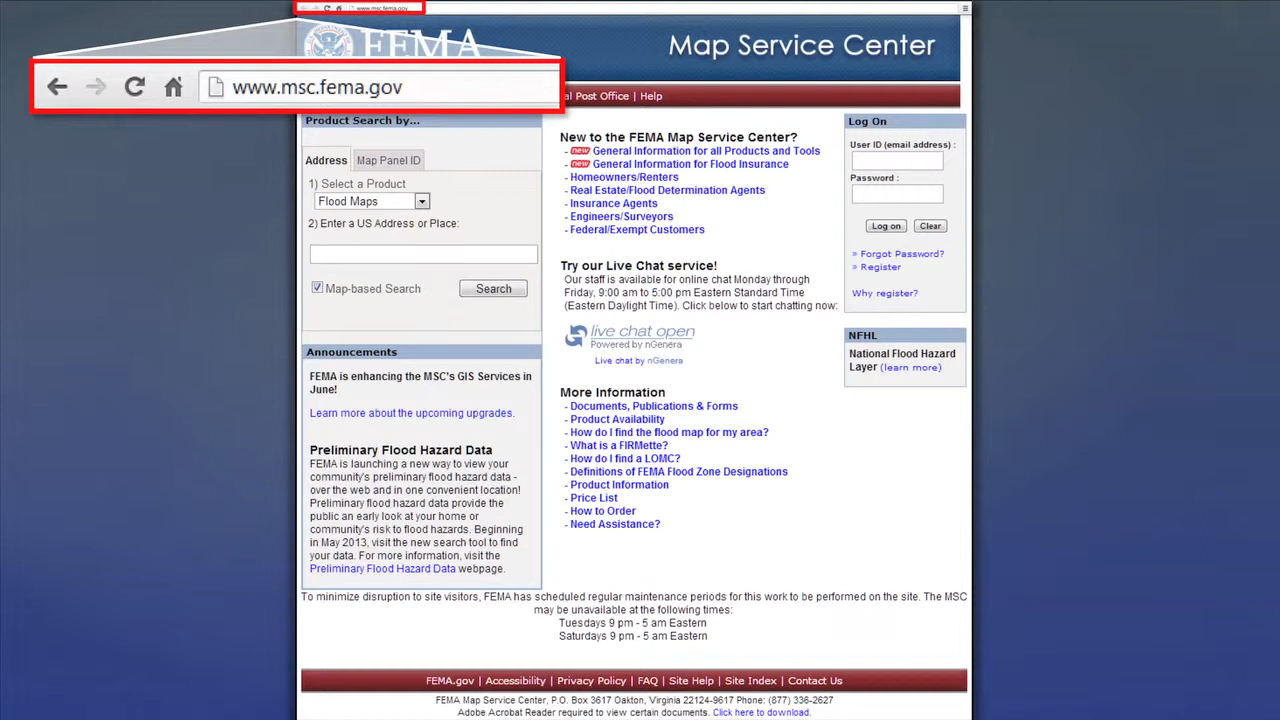 www.msc.fema.gov
FEMA
Map Service Center
www.msc.fema.gov
al Post Office | Help
Product Search by...
Address
Map Panel ID
1) Select a Product
Flood Maps
2) Enter a US Address or Place:
Map-based Search
Search
Announcements
FEMA is enhancing the MSC's GIS Services in
June!
Learn more about the upcoming upgrades.
Preliminary Flood Hazard Data
FEMA is launching a new way to view your
community's preliminary flood hazard data -
over the web and in one convenient location!
Preliminary flood hazard data provide the
public an early look at your home or
community's risk to flood hazards. Beginning
in May 2013, visit the new search tool to find
your data. For more information, visit the
Preliminary Flood Hazard Data webpage.
New to the FEMA Map Service Center?
- new General Information for all Products and Tools
- new General Information for Flood Insurance
- Homeowners/Renters
- Real Estate/Flood Determination Agents
- Insurance Agents
- Engineers/Surveyors
- Federal/Exempt Customers
Try our Live Chat service!
Our staff is available for online chat Monday through
Friday, 9:00 am to 5:00 pm Eastern Standard Time
(Eastern Daylight Time). Click below to start chatting now:
live chat open
Powered by nGenera
Live chat by nGenera
More Information
- Documents, Publications & Forms
- Product Availability
- How do I find the flood map for my area?
- What is a FIRMette?
- How do I find a LOMC?
- Definitions of FEMA Flood Zone Designations
- Product Information
- Price List
- How to Order
- Need Assistance?
Log On
User ID (email address) :
Password :
Log on
Clear
» Forgot Password?
» Register
Why register?
NFHL
National Flood Hazard
Layer (learn more)
To minimize disruption to site visitors, FEMA has scheduled regular maintenance periods for this work to be performed on the site. The MSC
may be unavailable at the following times:
Tuesdays 9 pm - 5 am Eastern
Saturdays 9 pm - 5 am Eastern
FEMA.gov | Accessibility | Privacy Policy | FAQ | Site Help | Site Index | Contact Us
FEMA Map Service Center, P.O. Box 3617 Oakton, Virginia 22124-9617 Phone: (877) 336-2627
Adobe Acrobat Reader required to view certain documents. Click here to download.